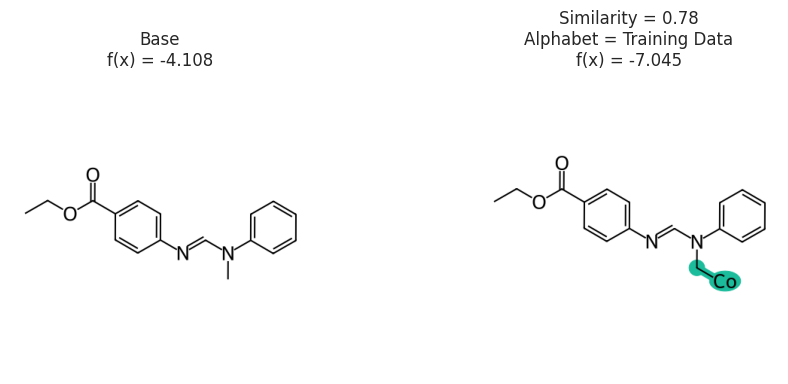 Base
f(x) = -4.108
Similarity = 0.78
Alphabet = Training Data
f(x) = -7.045
O
O
N
N
O
O
N
N
Co